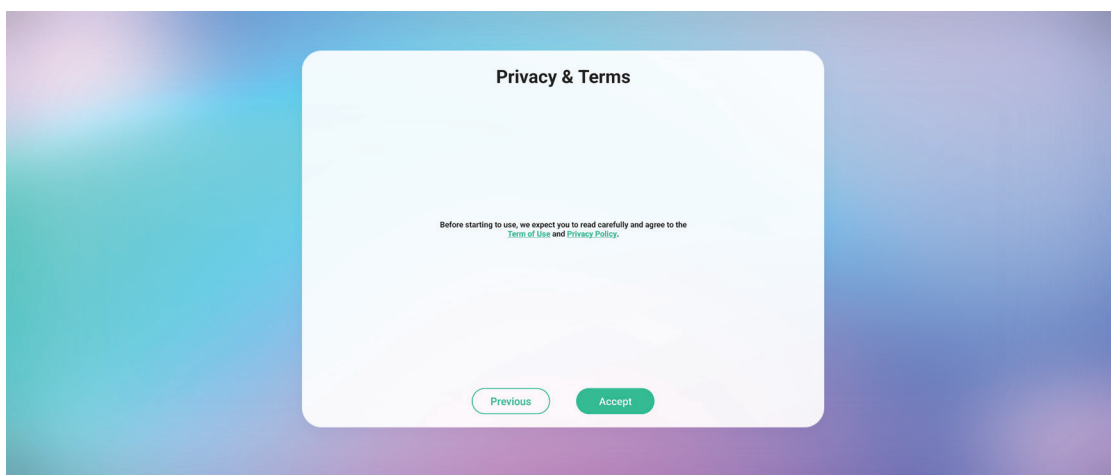 Privacy & Terms
Before starting to use, we expect you to read carefully and agree to the
Term of Use and Privacy Policy.
Previous
Accept